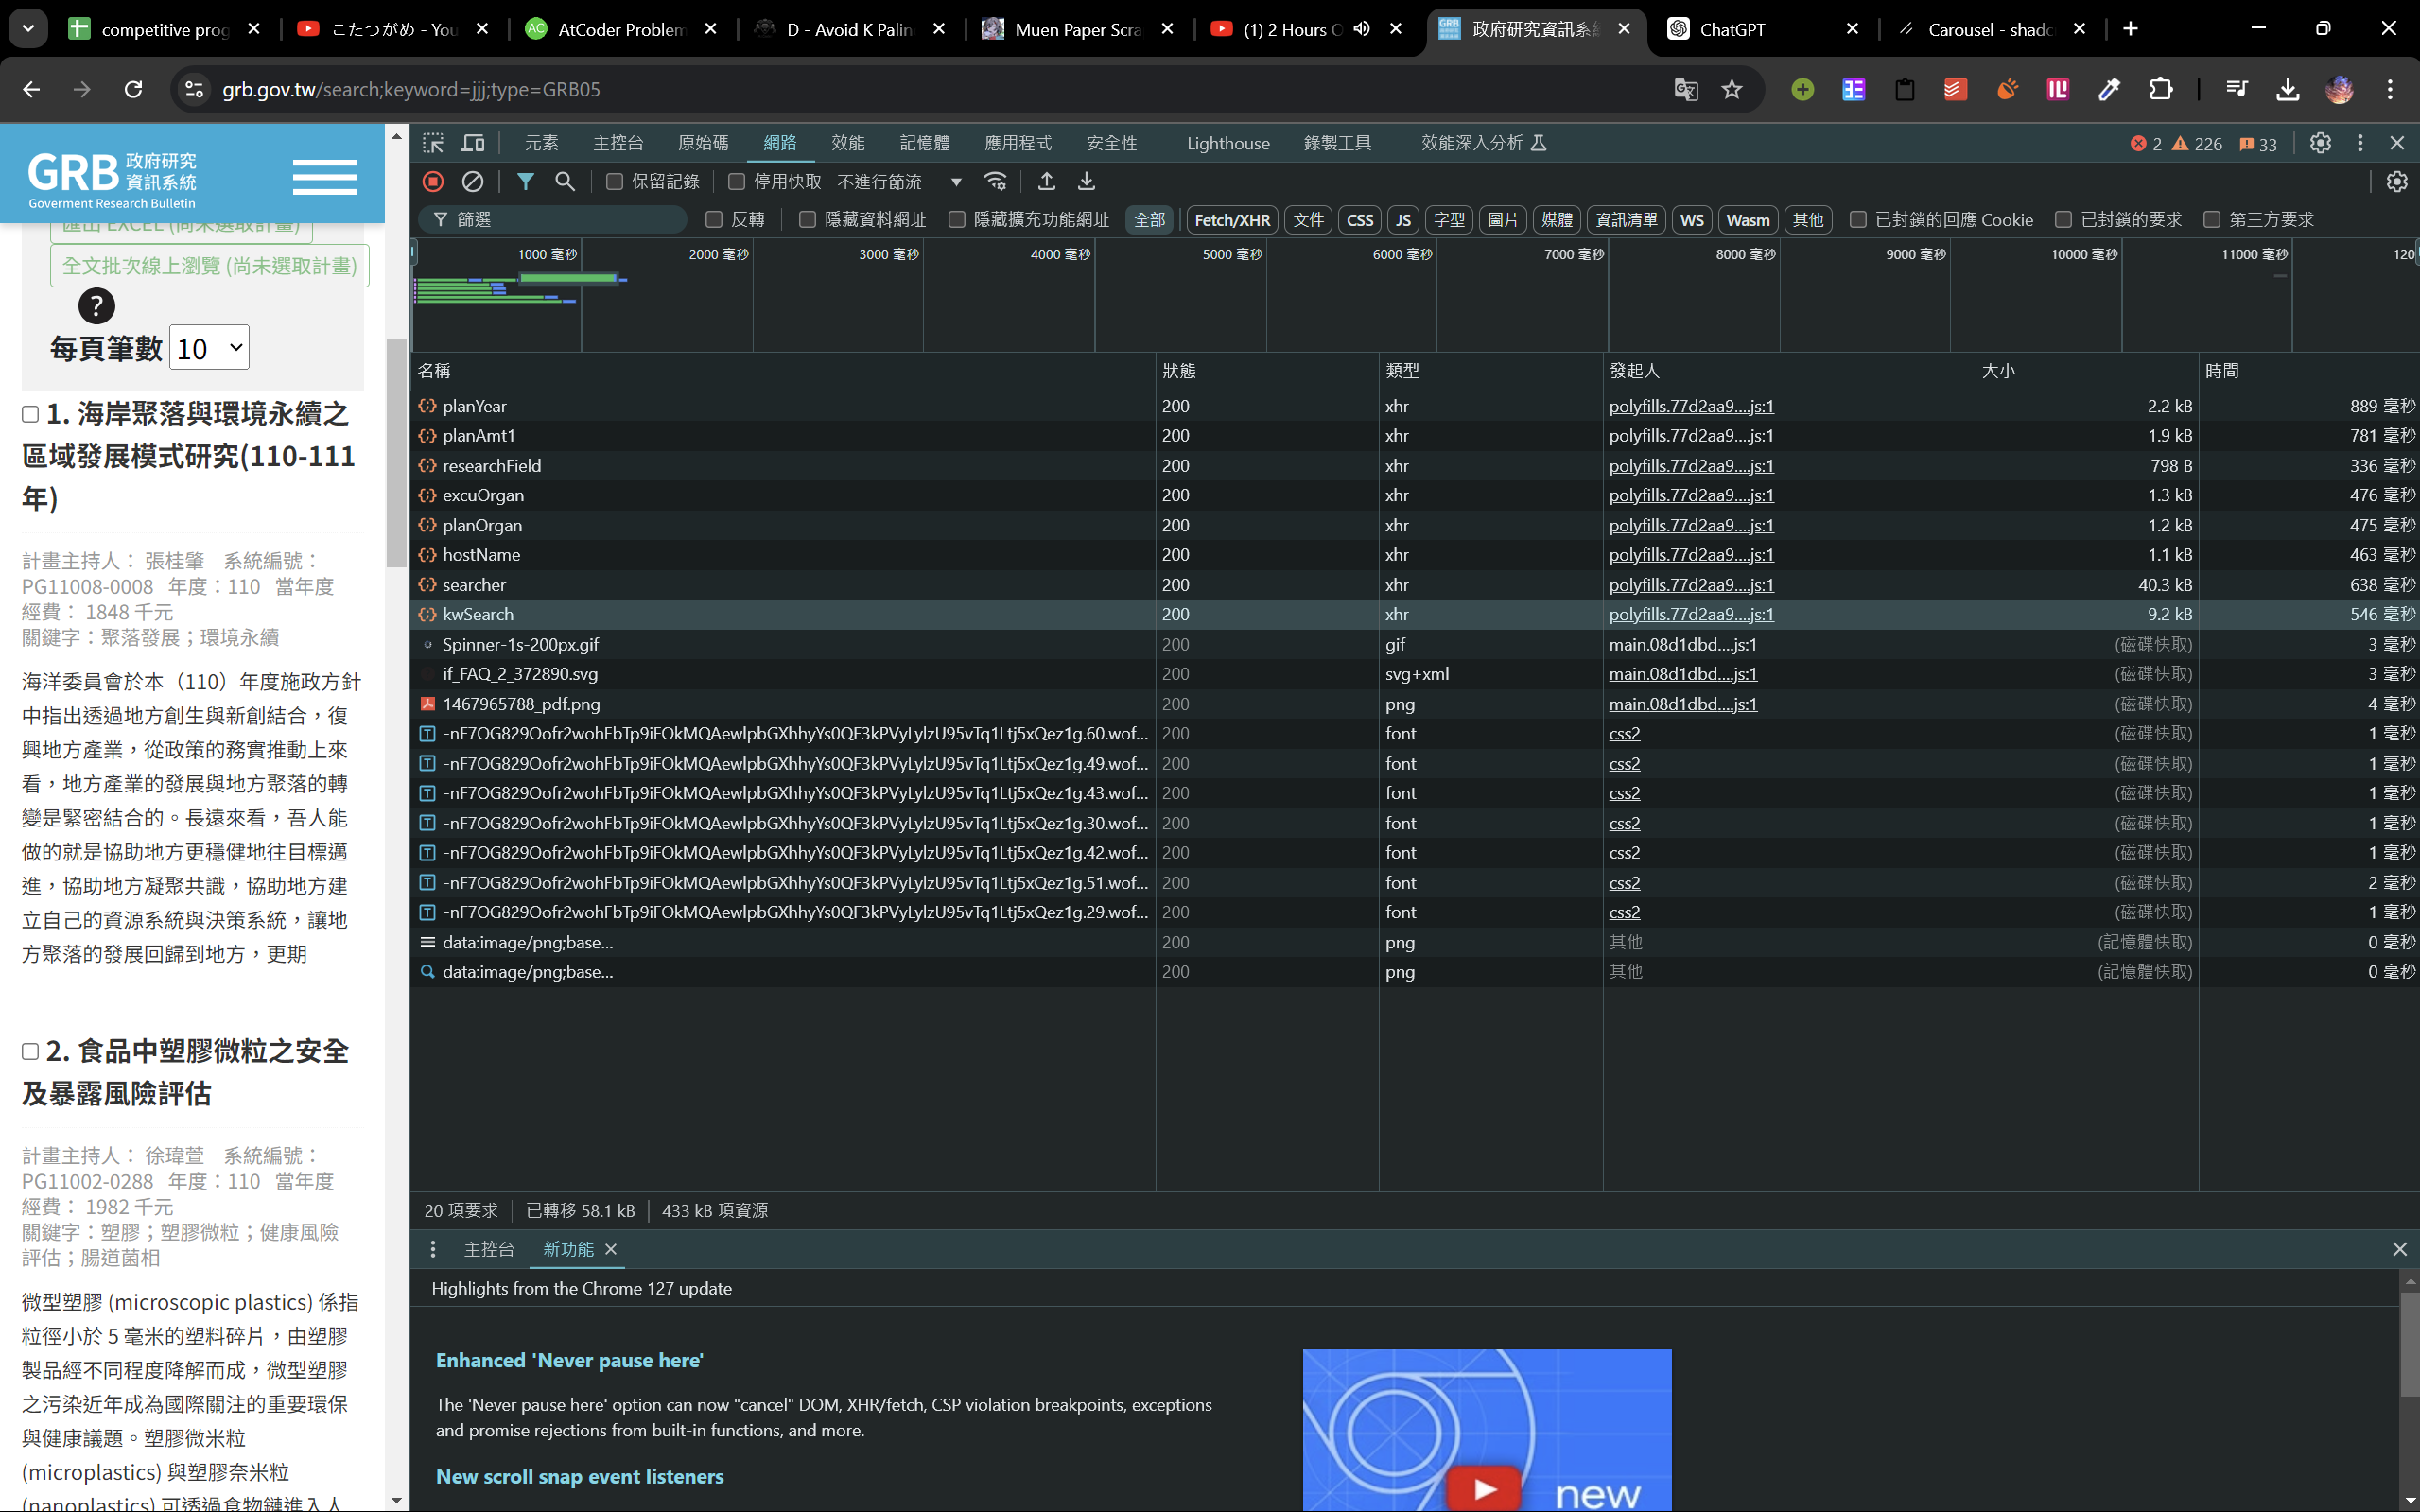 competitive prog
こたつがめ - You
AtCoder Problem
D - Avoid K Palin
Muen Paper Scra
(1) 2 Hours O
政府研究資訊系統
ChatGPT
Carousel - shadc
grb.gov.tw/search;keyword=jjj;type=GRB05
GRB 政府研究
資訊系統
Goverment Research Bulletin
匯出 EXCEL (尚未選取計畫)
全文批次線上瀏覽 (尚未選取計畫)
?
每頁筆數 10
1. 海岸聚落與環境永續之
區域發展模式研究(110-111
年)
計畫主持人： 張桂肇 系統編號：
PG11008-0008 年度：110 當年度
經費： 1848 千元
關鍵字：聚落發展；環境永續
海洋委員會於本（110）年度施政方針
中指出透過地方創生與新創結合，復
興地方產業，從政策的務實推動上來
看，地方產業的發展與地方聚落的轉
變是緊密結合的。長遠來看，吾人能
做的就是協助地方更穩健地往目標邁
進，協助地方凝聚共識，協助地方建
立自己的資源系統與決策系統，讓地
方聚落的發展回歸到地方，更期
2. 食品中塑膠微粒之安全
及暴露風險評估
計畫主持人： 徐瑋萱 系統編號：
PG11002-0288 年度：110 當年度
經費： 1982 千元
關鍵字：塑膠；塑膠微粒；健康風險
評估；腸道菌相
微型塑膠 (microscopic plastics) 係指
粒徑小於 5 毫米的塑料碎片，由塑膠
製品經不同程度降解而成，微型塑膠
之污染近年成為國際關注的重要環保
與健康議題。塑膠微米粒
(microplastics) 與塑膠奈米粒
(nanoplastics) 可透過食物鏈進入人
元素 主控台 原始碼 網路 效能 記憶體 應用程式 安全性 Lighthouse 錄製工具 效能深入分析 2 226 33
保留記錄 停用快取 不進行節流
篩選 反轉 隱藏資料網址 隱藏擴充功能網址 全部 Fetch/XHR 文件 CSS JS 字型 圖片 媒體 資訊清單 WS Wasm 其他 已封鎖的回應 Cookie 已封鎖的要求 第三方要求
1000 毫秒 2000 毫秒 3000 毫秒 4000 毫秒 5000 毫秒 6000 毫秒 7000 毫秒 8000 毫秒 9000 毫秒 10000 毫秒 11000 毫秒 120
名稱 狀態 類型 發起人 大小 時間
planYear 200 xhr polyfills.77d2aa9....js:1 2.2 kB 889 毫秒
planAmt1 200 xhr polyfills.77d2aa9....js:1 1.9 kB 781 毫秒
researchField 200 xhr polyfills.77d2aa9....js:1 798 B 336 毫秒
excuOrgan 200 xhr polyfills.77d2aa9....js:1 1.3 kB 476 毫秒
planOrgan 200 xhr polyfills.77d2aa9....js:1 1.2 kB 475 毫秒
hostName 200 xhr polyfills.77d2aa9....js:1 1.1 kB 463 毫秒
searcher 200 xhr polyfills.77d2aa9....js:1 40.3 kB 638 毫秒
kwSearch 200 xhr polyfills.77d2aa9....js:1 9.2 kB 546 毫秒
Spinner-1s-200px.gif 200 gif main.08d1dbd....js:1 (磁碟快取) 3 毫秒
if_FAQ_2_372890.svg 200 svg+xml main.08d1dbd....js:1 (磁碟快取) 3 毫秒
1467965788_pdf.png 200 png main.08d1dbd....js:1 (磁碟快取) 4 毫秒
-nF7OG829Oofr2wohFbTp9iFOkMQAewlpbGXhhyYs0QF3kPVyLylzU95vTq1Ltj5xQez1g.60.wof... 200 font css2 (磁碟快取) 1 毫秒
-nF7OG829Oofr2wohFbTp9iFOkMQAewlpbGXhhyYs0QF3kPVyLylzU95vTq1Ltj5xQez1g.49.wof... 200 font css2 (磁碟快取) 1 毫秒
-nF7OG829Oofr2wohFbTp9iFOkMQAewlpbGXhhyYs0QF3kPVyLylzU95vTq1Ltj5xQez1g.43.wof... 200 font css2 (磁碟快取) 1 毫秒
-nF7OG829Oofr2wohFbTp9iFOkMQAewlpbGXhhyYs0QF3kPVyLylzU95vTq1Ltj5xQez1g.30.wof... 200 font css2 (磁碟快取) 1 毫秒
-nF7OG829Oofr2wohFbTp9iFOkMQAewlpbGXhhyYs0QF3kPVyLylzU95vTq1Ltj5xQez1g.42.wof... 200 font css2 (磁碟快取) 1 毫秒
-nF7OG829Oofr2wohFbTp9iFOkMQAewlpbGXhhyYs0QF3kPVyLylzU95vTq1Ltj5xQez1g.51.wof... 200 font css2 (磁碟快取) 2 毫秒
-nF7OG829Oofr2wohFbTp9iFOkMQAewlpbGXhhyYs0QF3kPVyLylzU95vTq1Ltj5xQez1g.29.wof... 200 font css2 (磁碟快取) 1 毫秒
data:image/png;base... 200 png 其他 (記憶體快取) 0 毫秒
data:image/png;base... 200 png 其他 (記憶體快取) 0 毫秒
20 項要求 已轉移 58.1 kB 433 kB 項資源
主控台 新功能
Highlights from the Chrome 127 update
Enhanced 'Never pause here'
The 'Never pause here' option can now "cancel" DOM, XHR/fetch, CSP violation breakpoints, exceptions
and promise rejections from built-in functions, and more.
New scroll snap event listeners
new